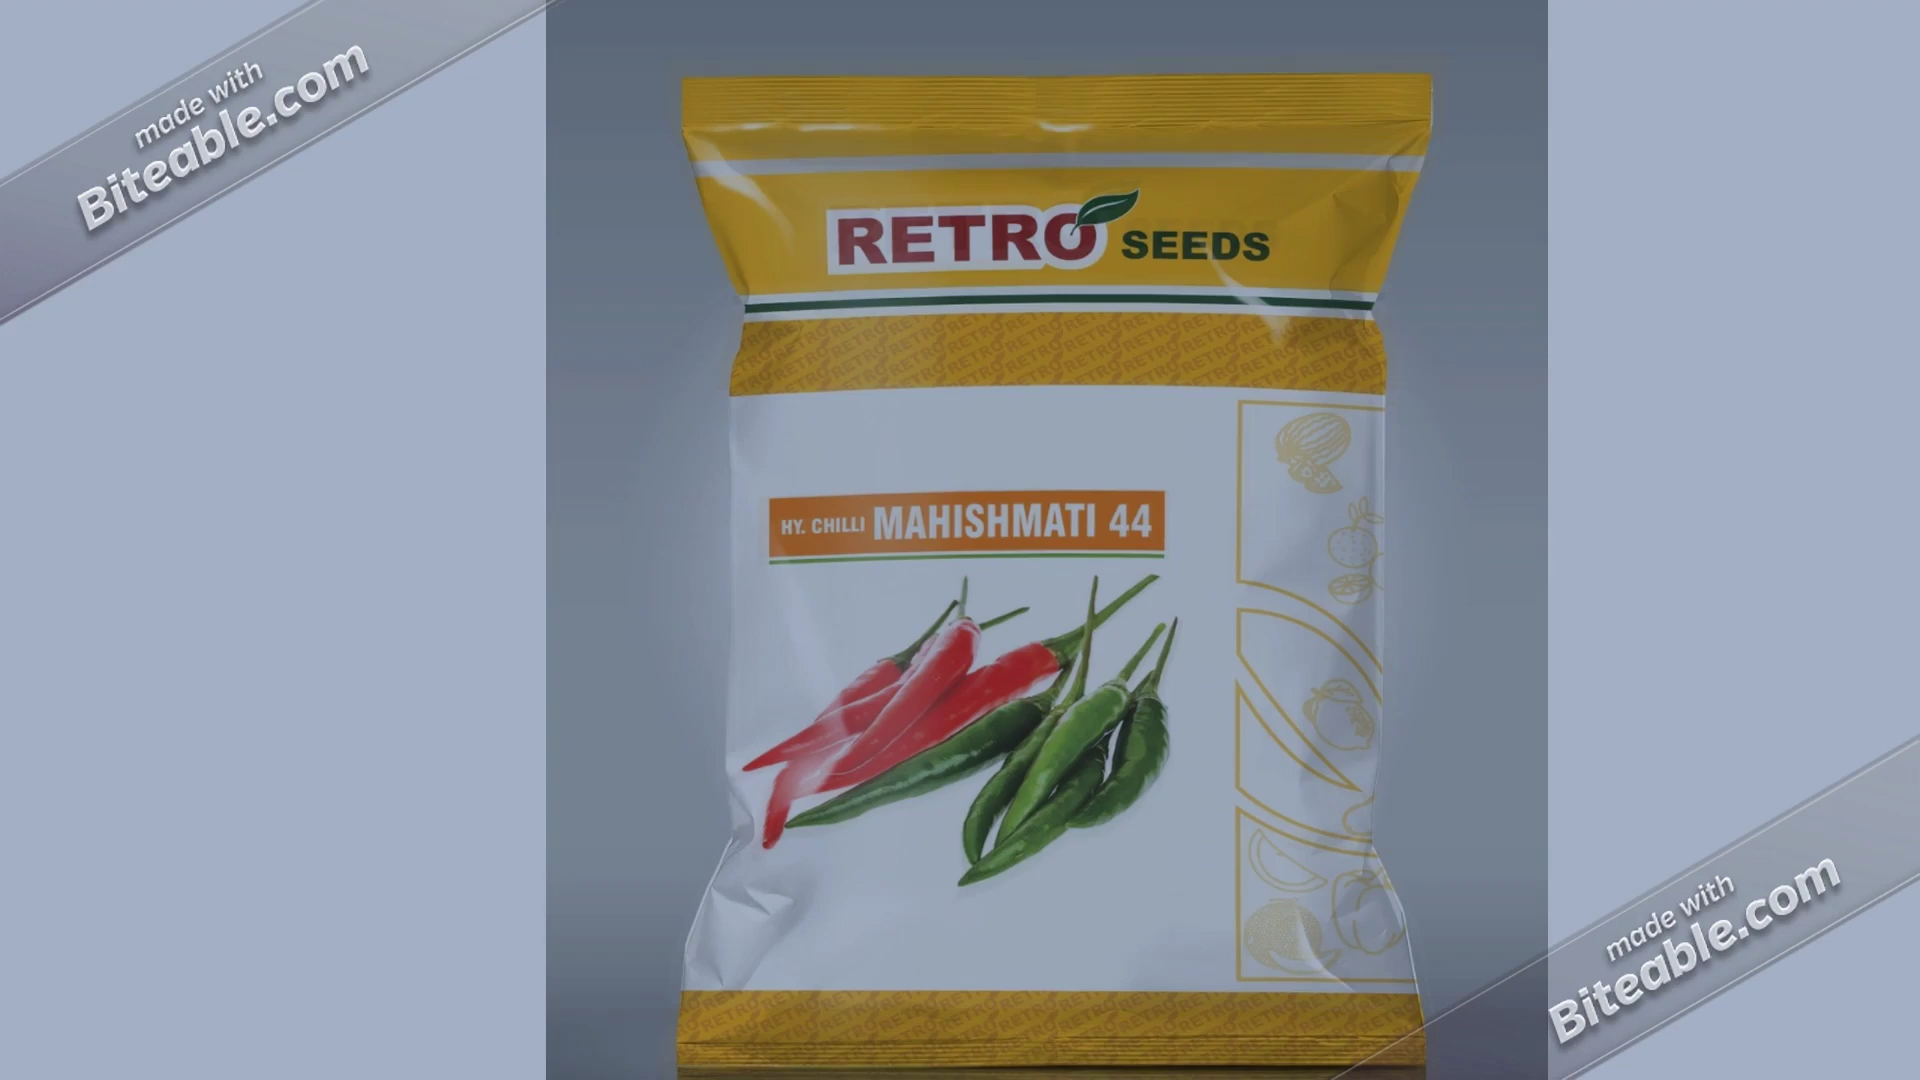 made with
Biteable.com
RETRO SEEDS
HY. CHILLI MAHISHMATI 44
made with
Biteable.com